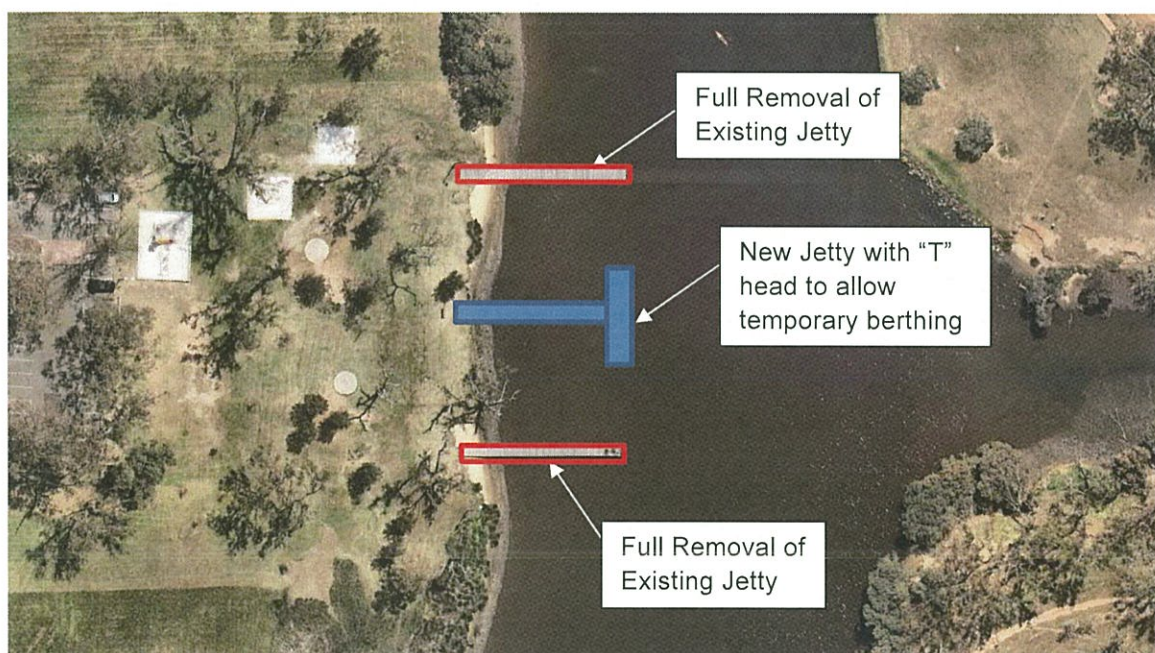 Full Removal of
Existing Jetty
New Jetty with “T”
head to allow
temporary berthing
Full Removal of
Existing Jetty